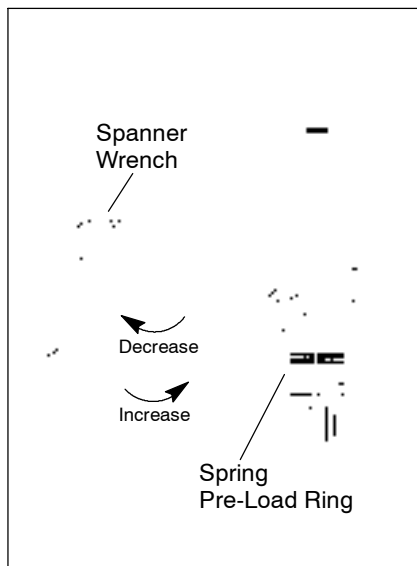 Spanner
Wrench
Decrease
Increase
Spring
Pre-Load Ring